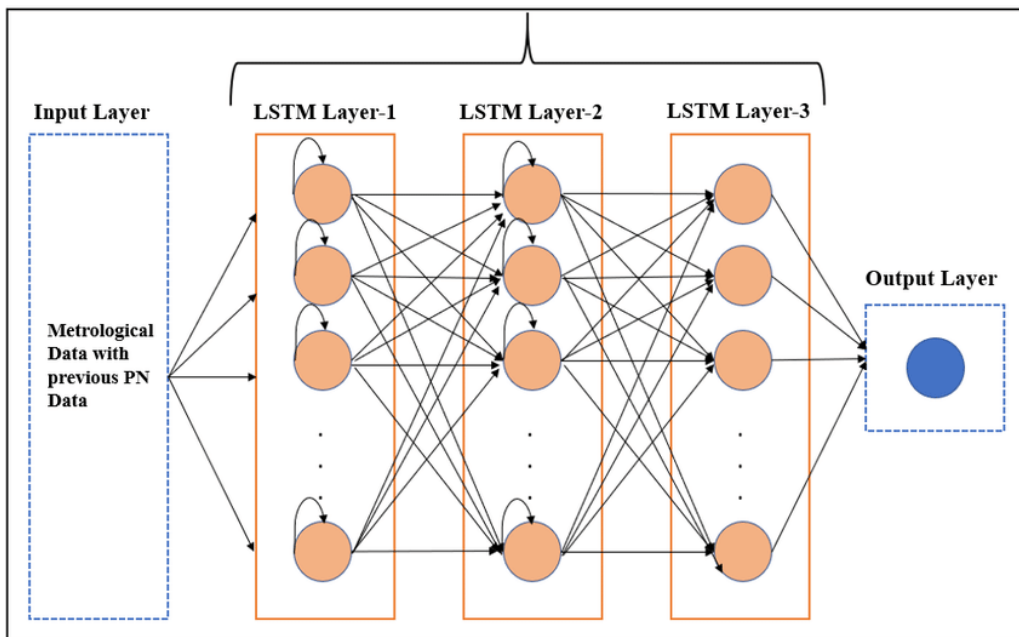 Input Layer
LSTM Layer-1
LSTM Layer-2
LSTM Layer-3
Output Layer
Metrological
Data with
previous PN
Data